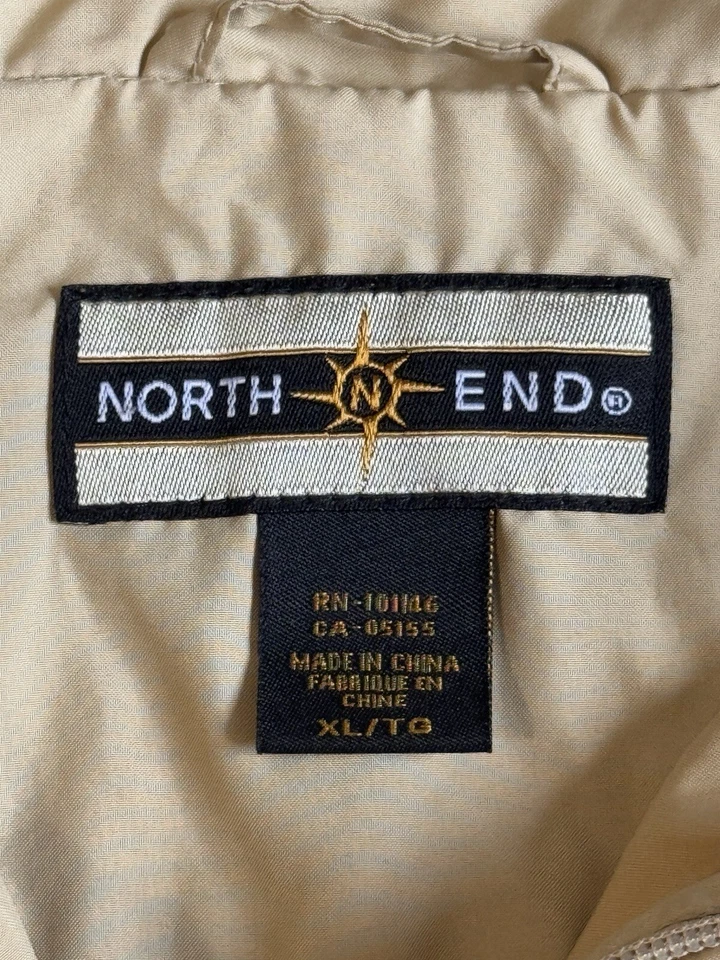 NORTH N END®
RN-101146
CA-05155
MADE IN CHINA
FABRIQUE EN
CHINE
XL/TG